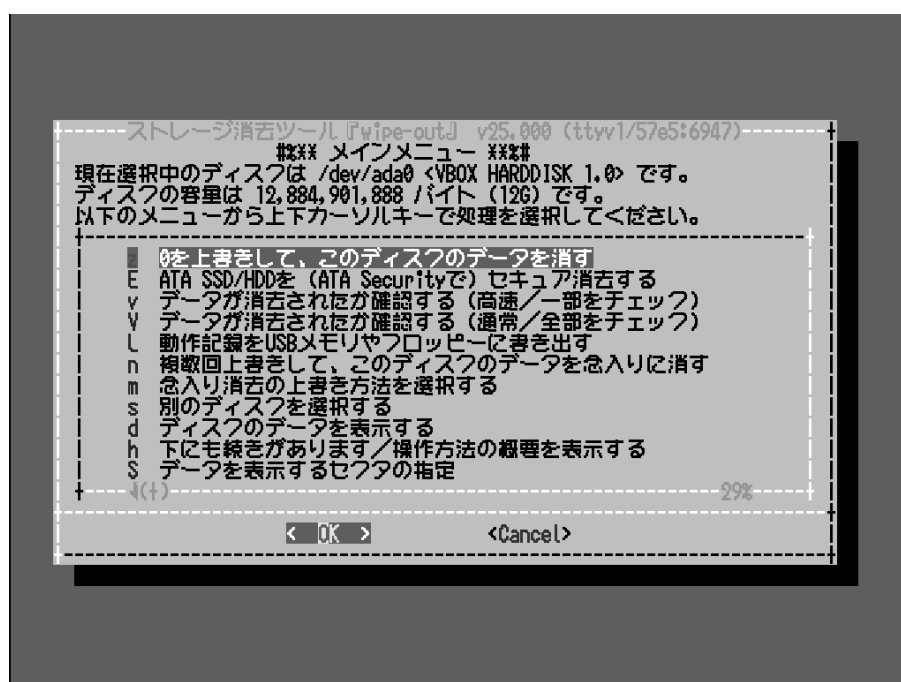 ストレージ消去ツール『wipe-out』 v25.000 (ttyv1/57e5:6947)
#%XX メインメニュー XX%#
現在選択中のディスクは /dev/ada0 <VBOX HARDDISK 1.0> です。
ディスクの容量は 12,884,901,888 バイト (12G) です。
以下のメニューから上下カーソルキーで処理を選択してください。
z 0を上書きして、このディスクのデータを消す
E ATA SSD/HDDを (ATA Securityで) セキュア消去する
v データが消去されたか確認する (高速/一部をチェック)
V データが消去されたか確認する (通常/全部をチェック)
L 動作記録をUSBメモリやフロッピーに書き出す
n 複数回上書きして、このディスクのデータを念入りに消す
m 念入り消去の上書き方法を選択する
s 別のディスクを選択する
d ディスクのデータを表示する
h 下にも続きがあります/操作方法の概要を表示する
S データを表示するセクタの指定
↓(+) 29%
< OK > <Cancel>